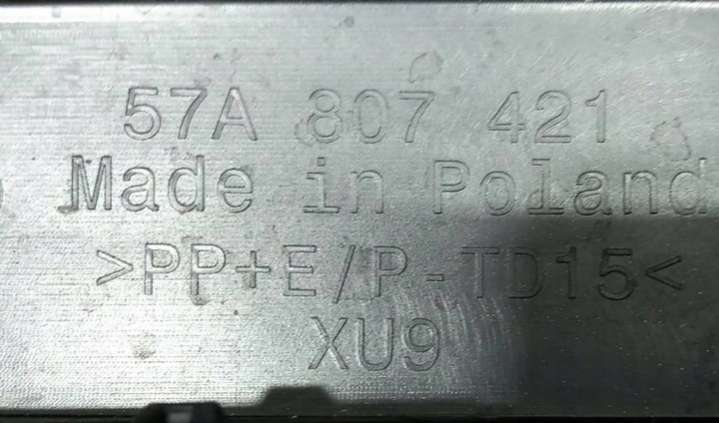 57A 807 421
Made in Poland
>PP+E/P-TD15<
XU9